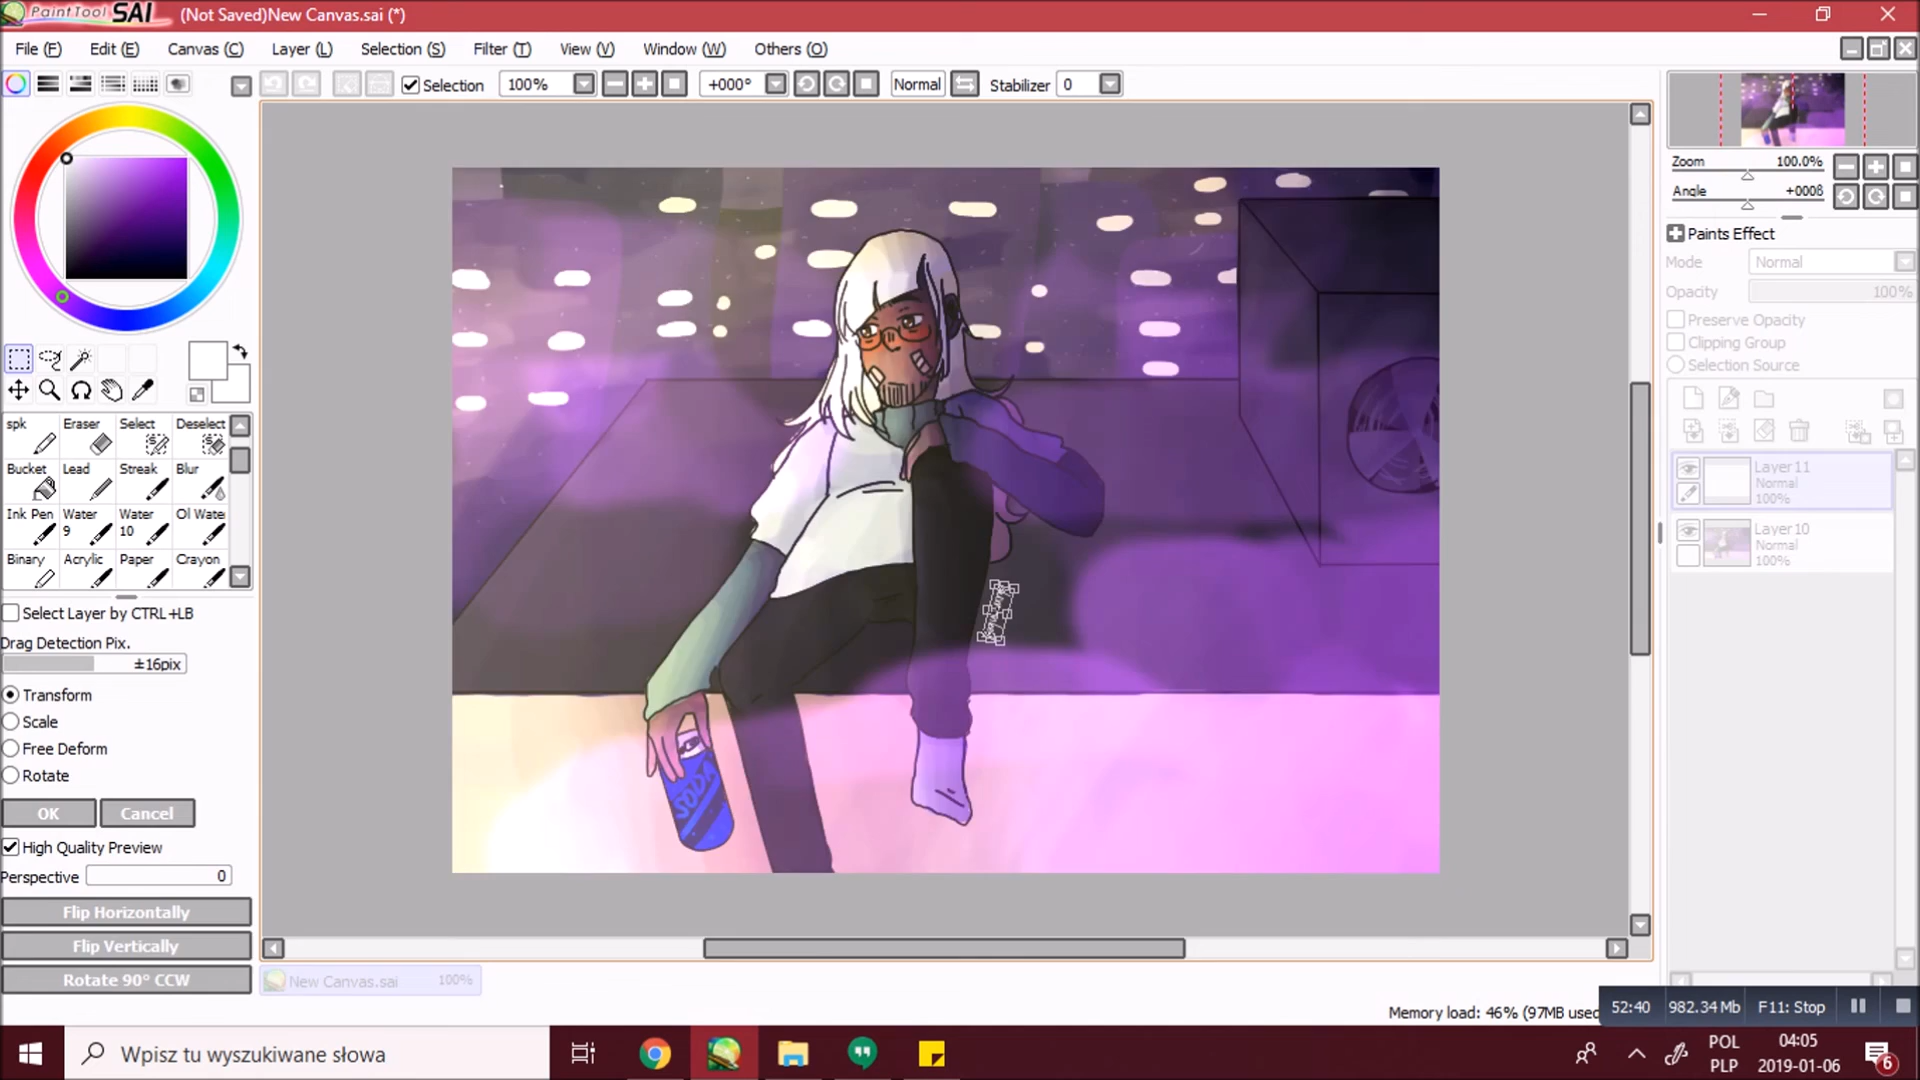 PaintTool SAI (Not Saved)New Canvas.sai (*)
File (F) Edit (E) Canvas (C) Layer (L) Selection (S) Filter (T) View (V) Window (W) Others (O)
Selection 100% +000° Normal Stabilizer 0
Zoom 100.0%
Angle +000ß
Paints Effect
Mode Normal
Opacity 100%
Preserve Opacity
Clipping Group
Selection Source
Layer11
Normal
100%
Layer10
Normal
100%
spk Eraser Select Deselect
Bucket Lead Streak Blur
Ink Pen Water 9 Water 10 Ol Wate
Binary Acrylic Paper Crayon
Select Layer by CTRL+LB
Drag Detection Pix.
±16pix
Transform
Scale
Free Deform
Rotate
OK Cancel
High Quality Preview
Perspective 0
Flip Horizontally
Flip Vertically
Rotate 90° CCW
SODA
New Canvas.sai 100%
Memory load: 46% (97MB used
52:40 982.34 Mb F11: Stop
Wpisz tu wyszukiwane słowa
POL
PLP
04:05
2019-01-06
6